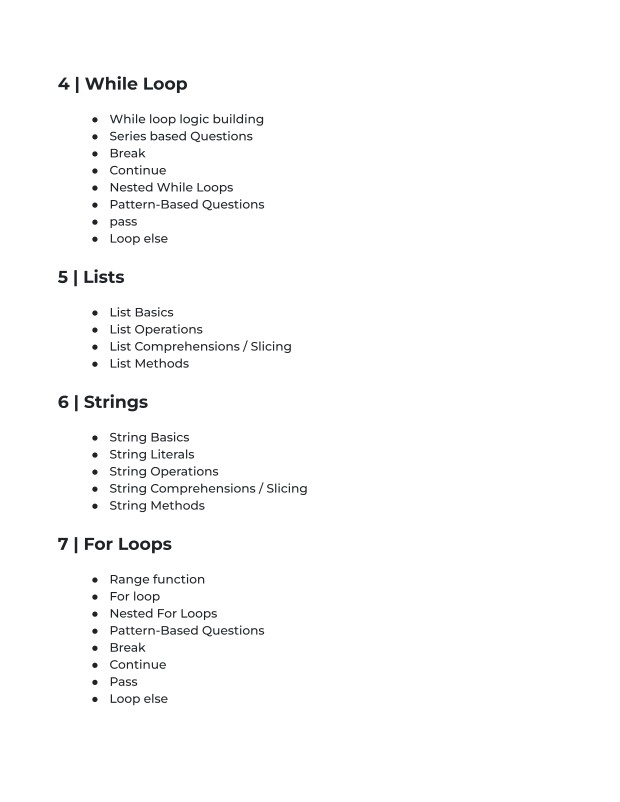 4 | While Loop
● While loop logic building
● Series based Questions
● Break
● Continue
● Nested While Loops
● Pattern-Based Questions
● pass
● Loop else
5 | Lists
● List Basics
● List Operations
● List Comprehensions / Slicing
● List Methods
6 | Strings
● String Basics
● String Literals
● String Operations
● String Comprehensions / Slicing
● String Methods
7 | For Loops
● Range function
● For loop
● Nested For Loops
● Pattern-Based Questions
● Break
● Continue
● Pass
● Loop else